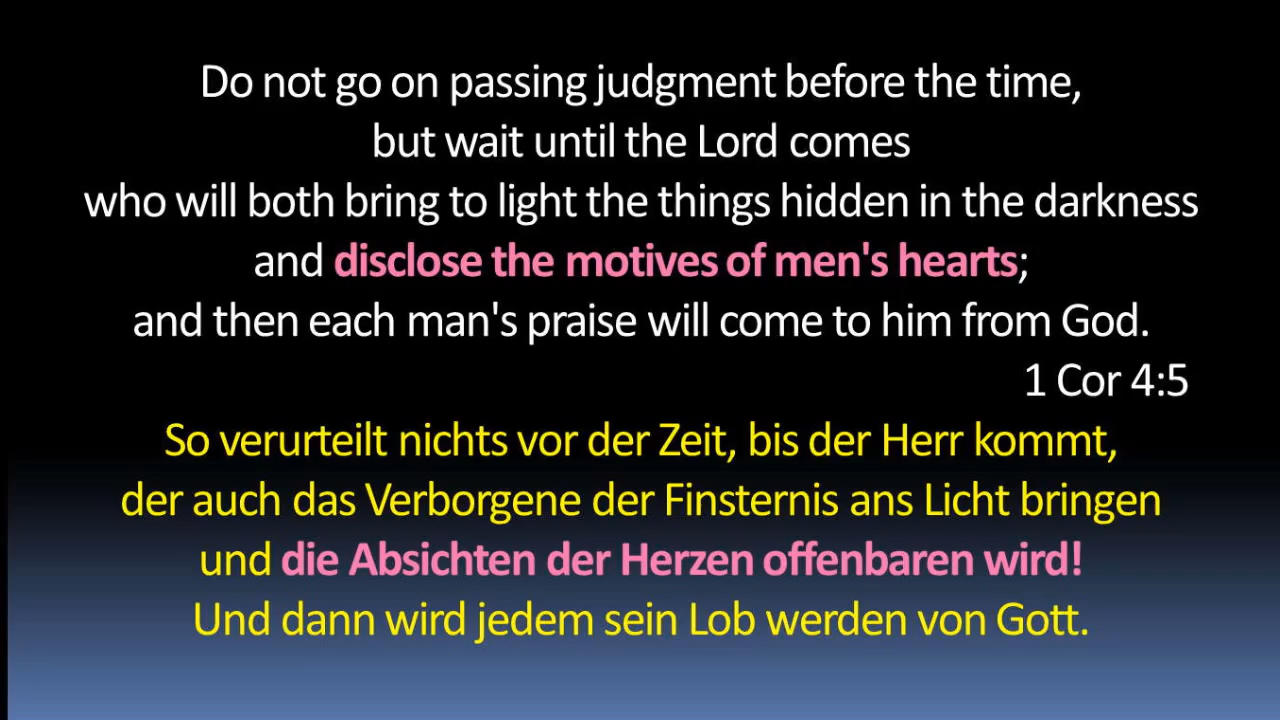 Do not go on passing judgment before the time,
but wait until the Lord comes
who will both bring to light the things hidden in the darkness
and disclose the motives of men's hearts;
and then each man's praise will come to him from God.
1 Cor 4:5
So verurteilt nichts vor der Zeit, bis der Herr kommt,
der auch das Verborgene der Finsternis ans Licht bringen
und die Absichten der Herzen offenbaren wird!
Und dann wird jedem sein Lob werden von Gott.